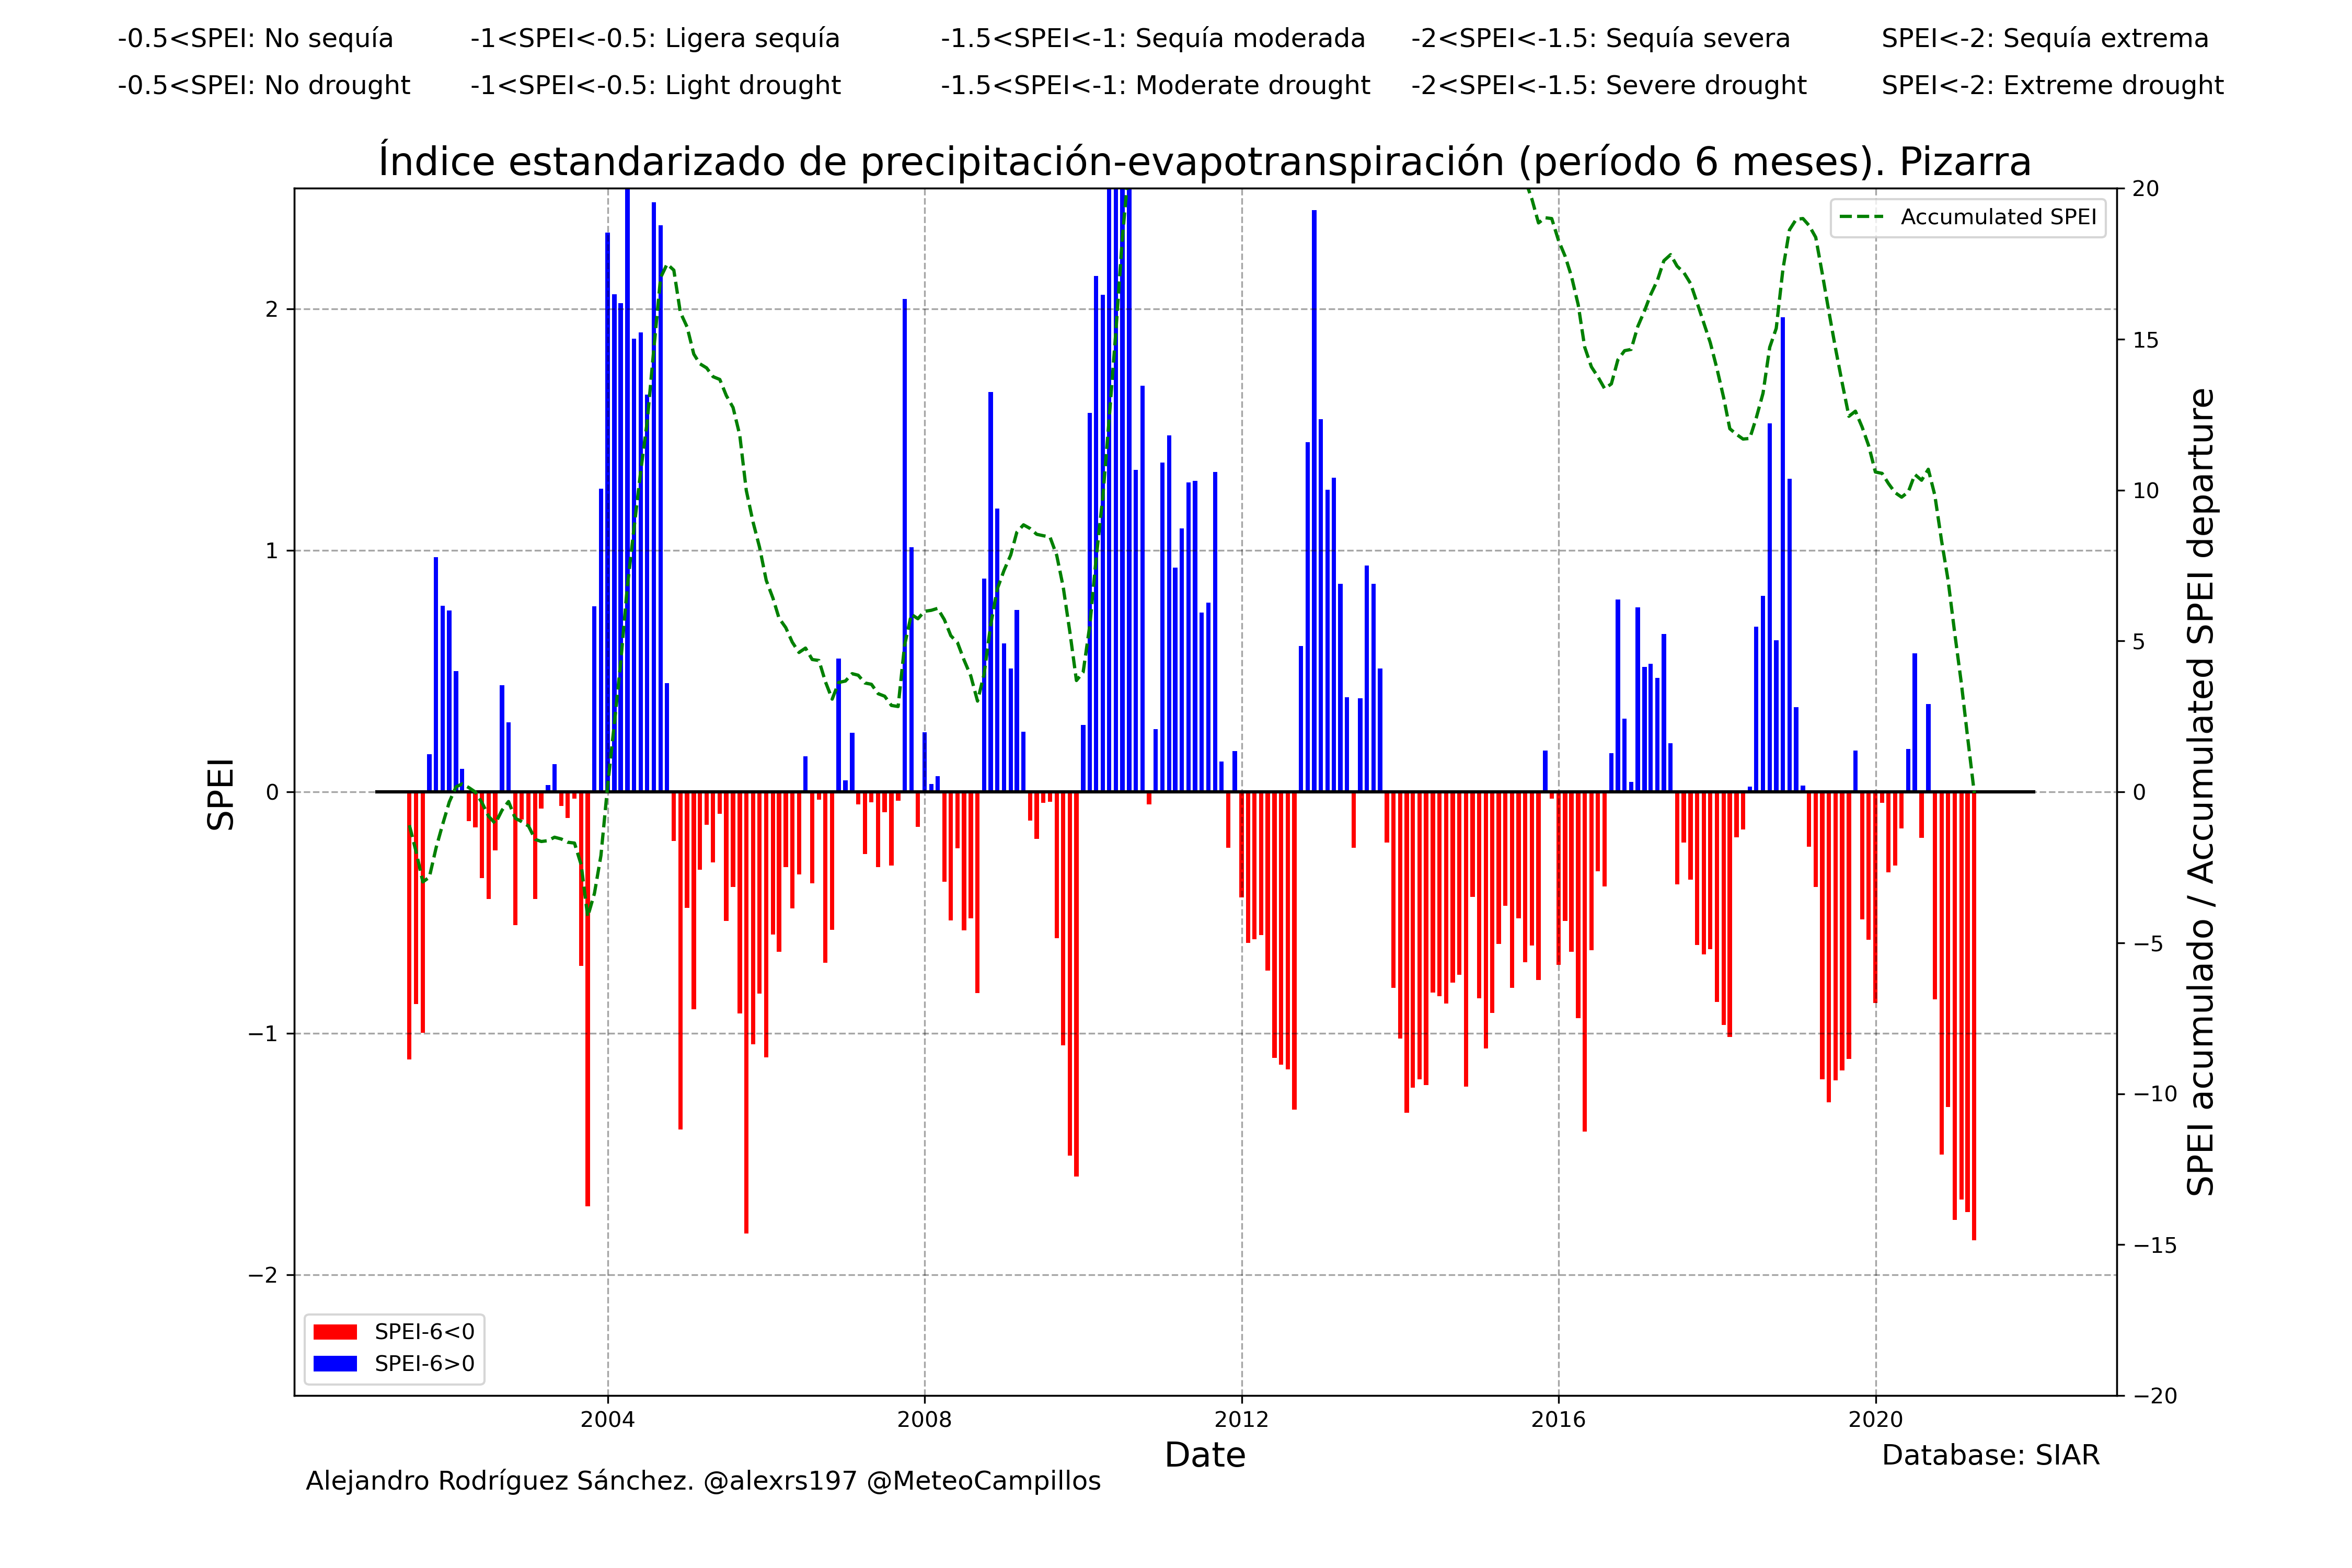 -0.5<SPEI: No sequía -1<SPEI<-0.5: Ligera sequía -1.5<SPEI<-1: Sequía moderada -2<SPEI<-1.5: Sequía severa SPEI<-2: Sequía extrema
-0.5<SPEI: No drought -1<SPEI<-0.5: Light drought -1.5<SPEI<-1: Moderate drought -2<SPEI<-1.5: Severe drought SPEI<-2: Extreme drought
Índice estandarizado de precipitación-evapotranspiración (período 6 meses). Pizarra
Accumulated SPEI
SPEI
2
1
0
−1
−2
20
15
10
5
0
−5
−10
−15
−20
SPEI acumulado / Accumulated SPEI departure
SPEI-6<0
SPEI-6>0
2004 2008 2012 2016 2020
Date
Database: SIAR
Alejandro Rodríguez Sánchez. @alexrs197 @MeteoCampillos